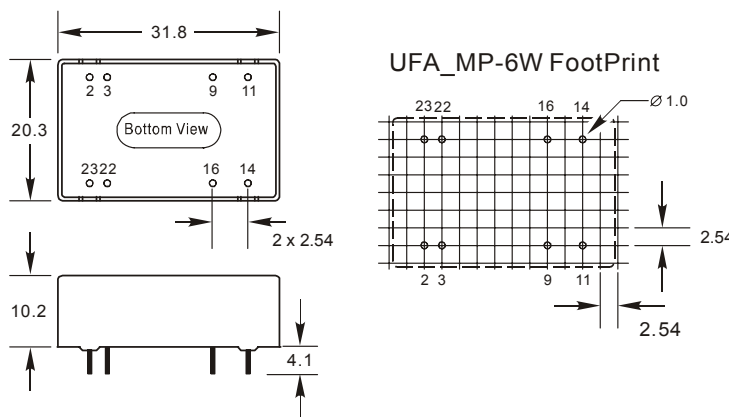 31.8
2 3 9 11
20.3
Bottom View
23 22 16 14
2 x 2.54
10.2
4.1
UFA_MP-6W FootPrint
23 22 16 14
Ø 1.0
2.54
2 3 9 11
2.54